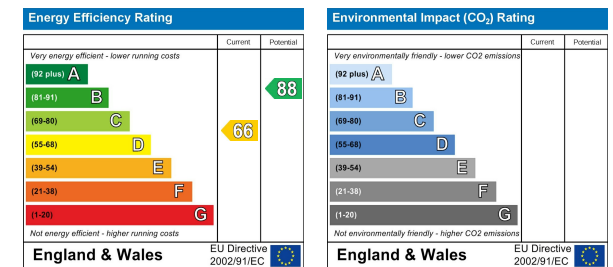 Energy Efficiency Rating
Current Potential
Very energy efficient - lower running costs
(92 plus) A
(81-91) B
(69-80) C
(55-68) D
(39-54) E
(21-38) F
(1-20) G
66
88
Not energy efficient - higher running costs
England & Wales
EU Directive
2002/91/EC
Environmental Impact (CO₂) Rating
Current Potential
Very environmentally friendly - lower CO2 emissions
(92 plus) A
(81-91) B
(69-80) C
(55-68) D
(39-54) E
(21-38) F
(1-20) G
Not environmentally friendly - higher CO2 emissions
England & Wales
EU Directive
2002/91/EC